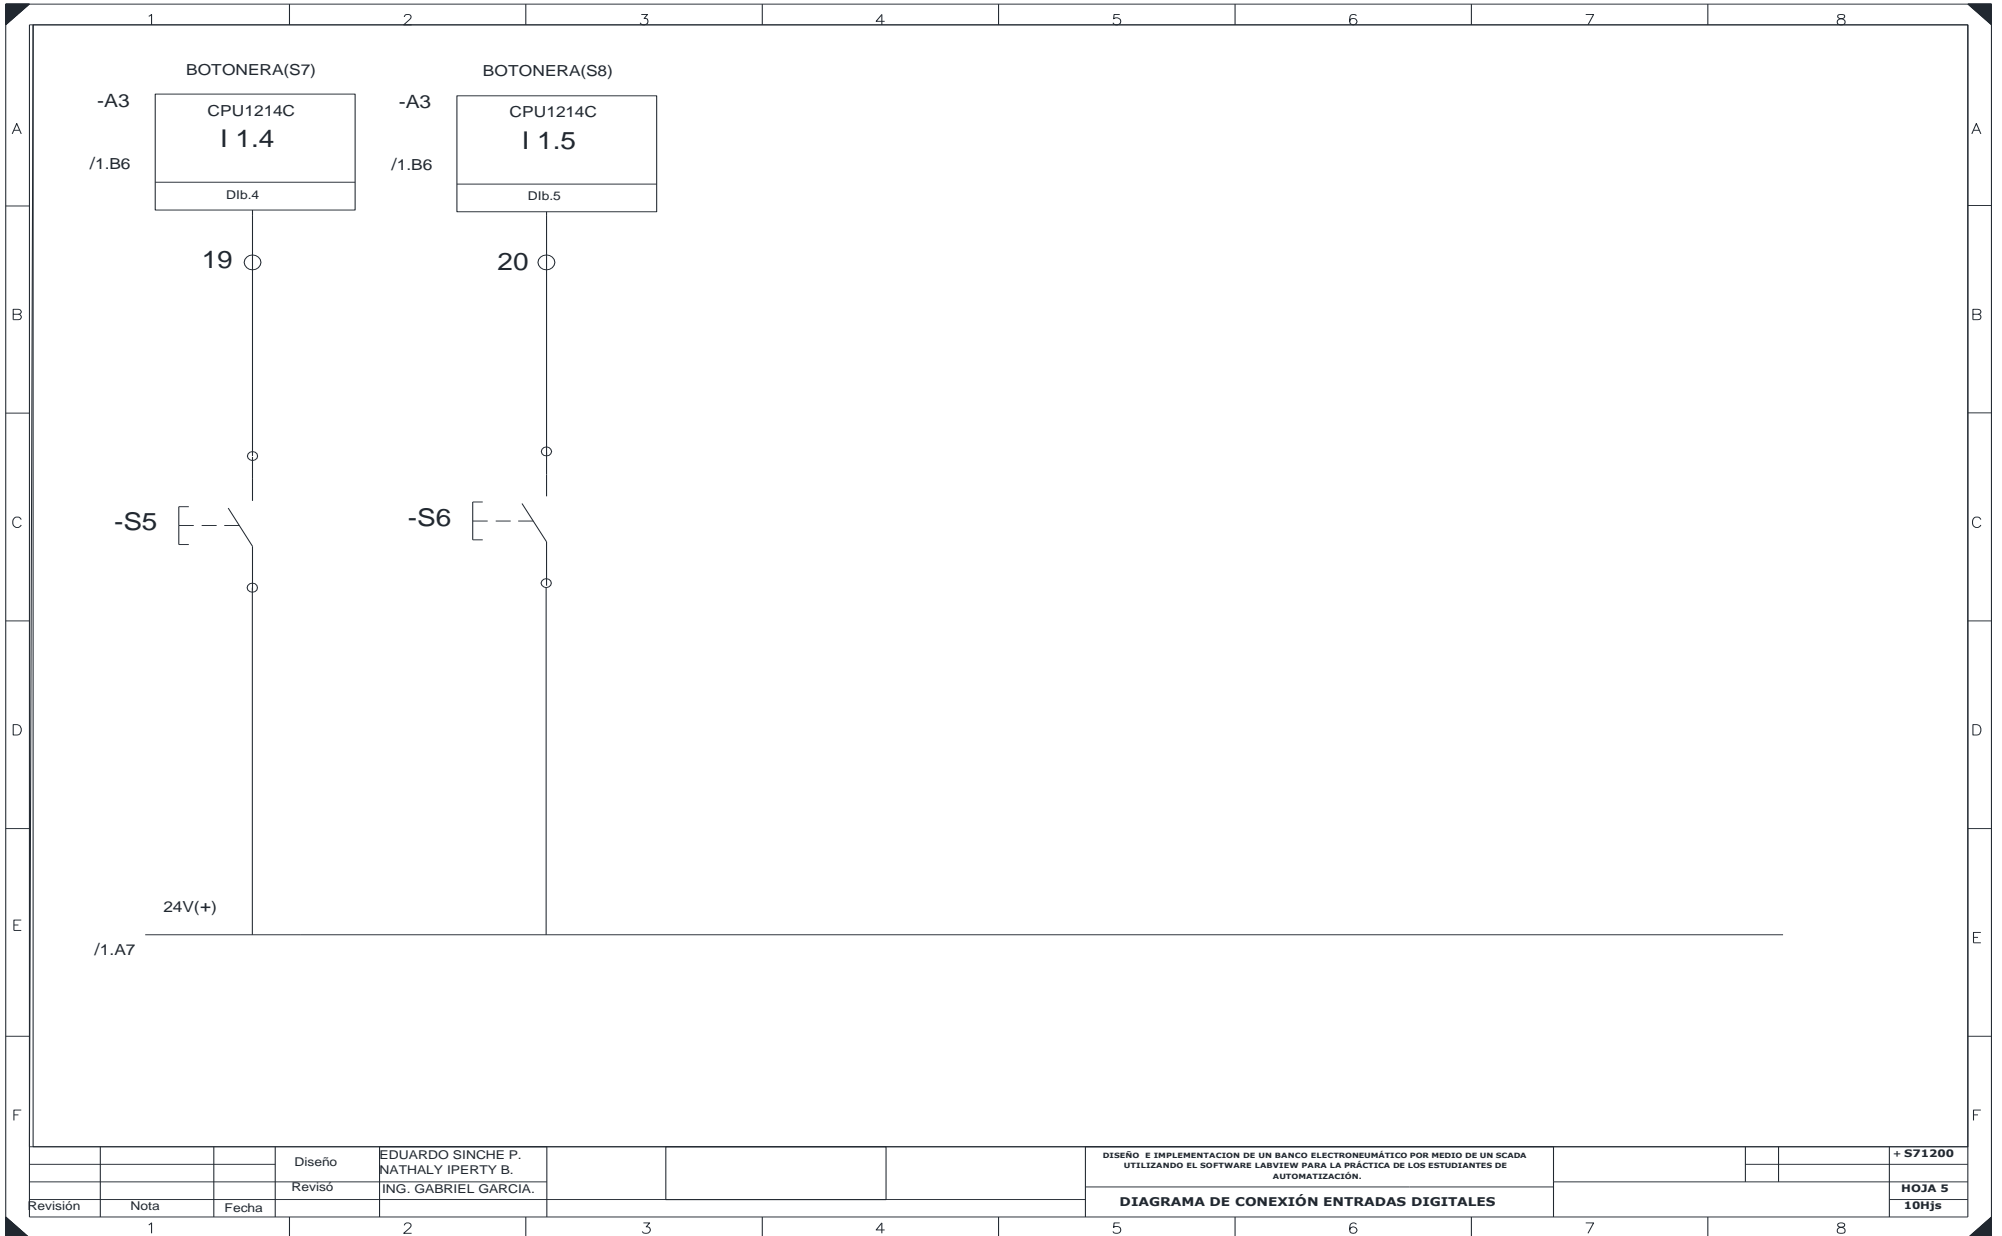 1 2 3 4 5 6 7 8
BOTONERA(S7) BOTONERA(S8)
-A3 CPU1214C -A3 CPU1214C
A I 1.4 I 1.5 A
/1.B6 /1.B6
DIb.4 DIb.5
19 20
B B
C -S5 -S6 C
D D
24V(+)
E E
/1.A7
F F
Diseño EDUARDO SINCHE P.
NATHALY IPERTY B.
Revisó ING. GABRIEL GARCIA.
Revisión Nota Fecha
DISEÑO E IMPLEMENTACION DE UN BANCO ELECTRONEUMÁTICO POR MEDIO DE UN SCADA
UTILIZANDO EL SOFTWARE LABVIEW PARA LA PRÁCTICA DE LOS ESTUDIANTES DE
AUTOMATIZACIÓN.
DIAGRAMA DE CONEXIÓN ENTRADAS DIGITALES
+ S71200
HOJA 5
10Hjs
1 2 3 4 5 6 7 8